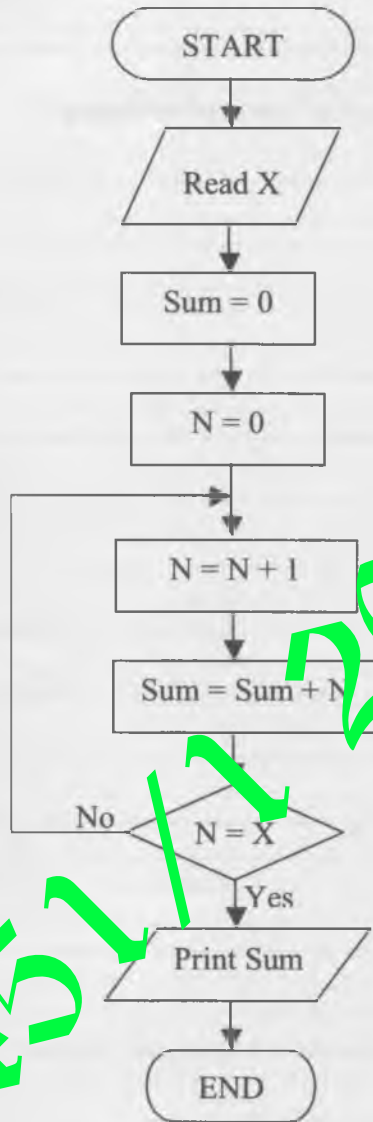 START
Read X
Sum = 0
N = 0
N = N + 1
Sum = Sum + N
N = X
No
Yes
Print Sum
END